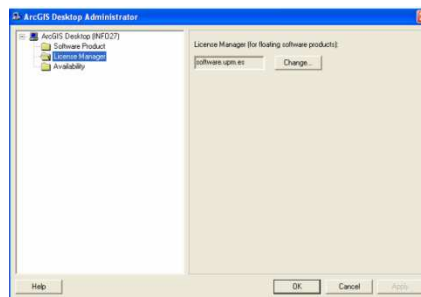 ArcGIS Desktop Administrator
ArcGIS Desktop (INFD27)
Software Product
License Manager
Availability
License Manager (for floating software products):
software.upm.es
Change...
Help
OK
Cancel
Apply